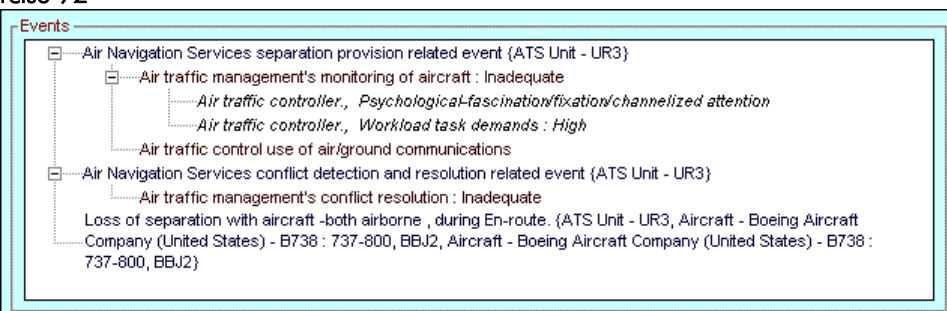 Events
Air Navigation Services separation provision related event {ATS Unit - UR3}
Air traffic management's monitoring of aircraft : Inadequate
Air traffic controller., Psychological-fascination/fixation/channelized attention
Air traffic controller., Workload task demands : High
Air traffic control use of air/ground communications
Air Navigation Services conflict detection and resolution related event {ATS Unit - UR3}
Air traffic management's conflict resolution : Inadequate
Loss of separation with aircraft -both airborne , during En-route. {ATS Unit - UR3, Aircraft - Boeing Aircraft
Company (United States) - B738 : 737-800, BBJ2, Aircraft - Boeing Aircraft Company (United States) - B738 :
737-800, BBJ2}